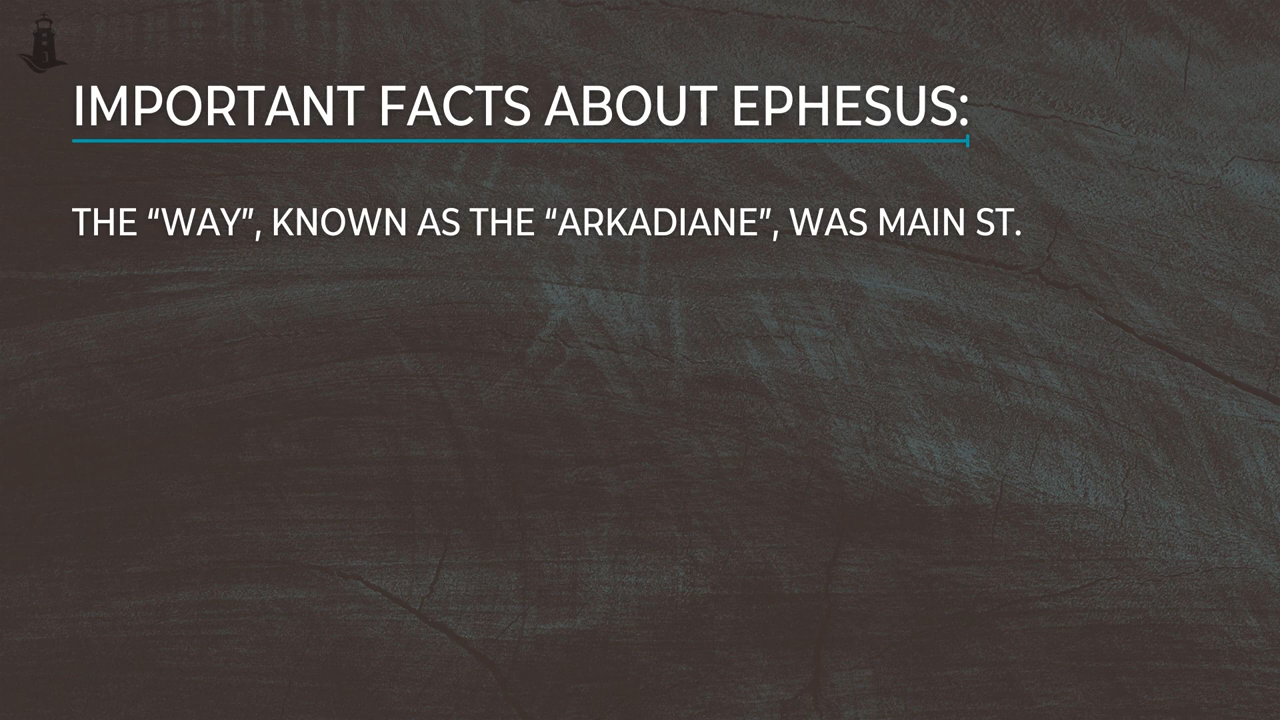 IMPORTANT FACTS ABOUT EPHESUS:
THE “WAY”, KNOWN AS THE “ARKADIANE”, WAS MAIN ST.